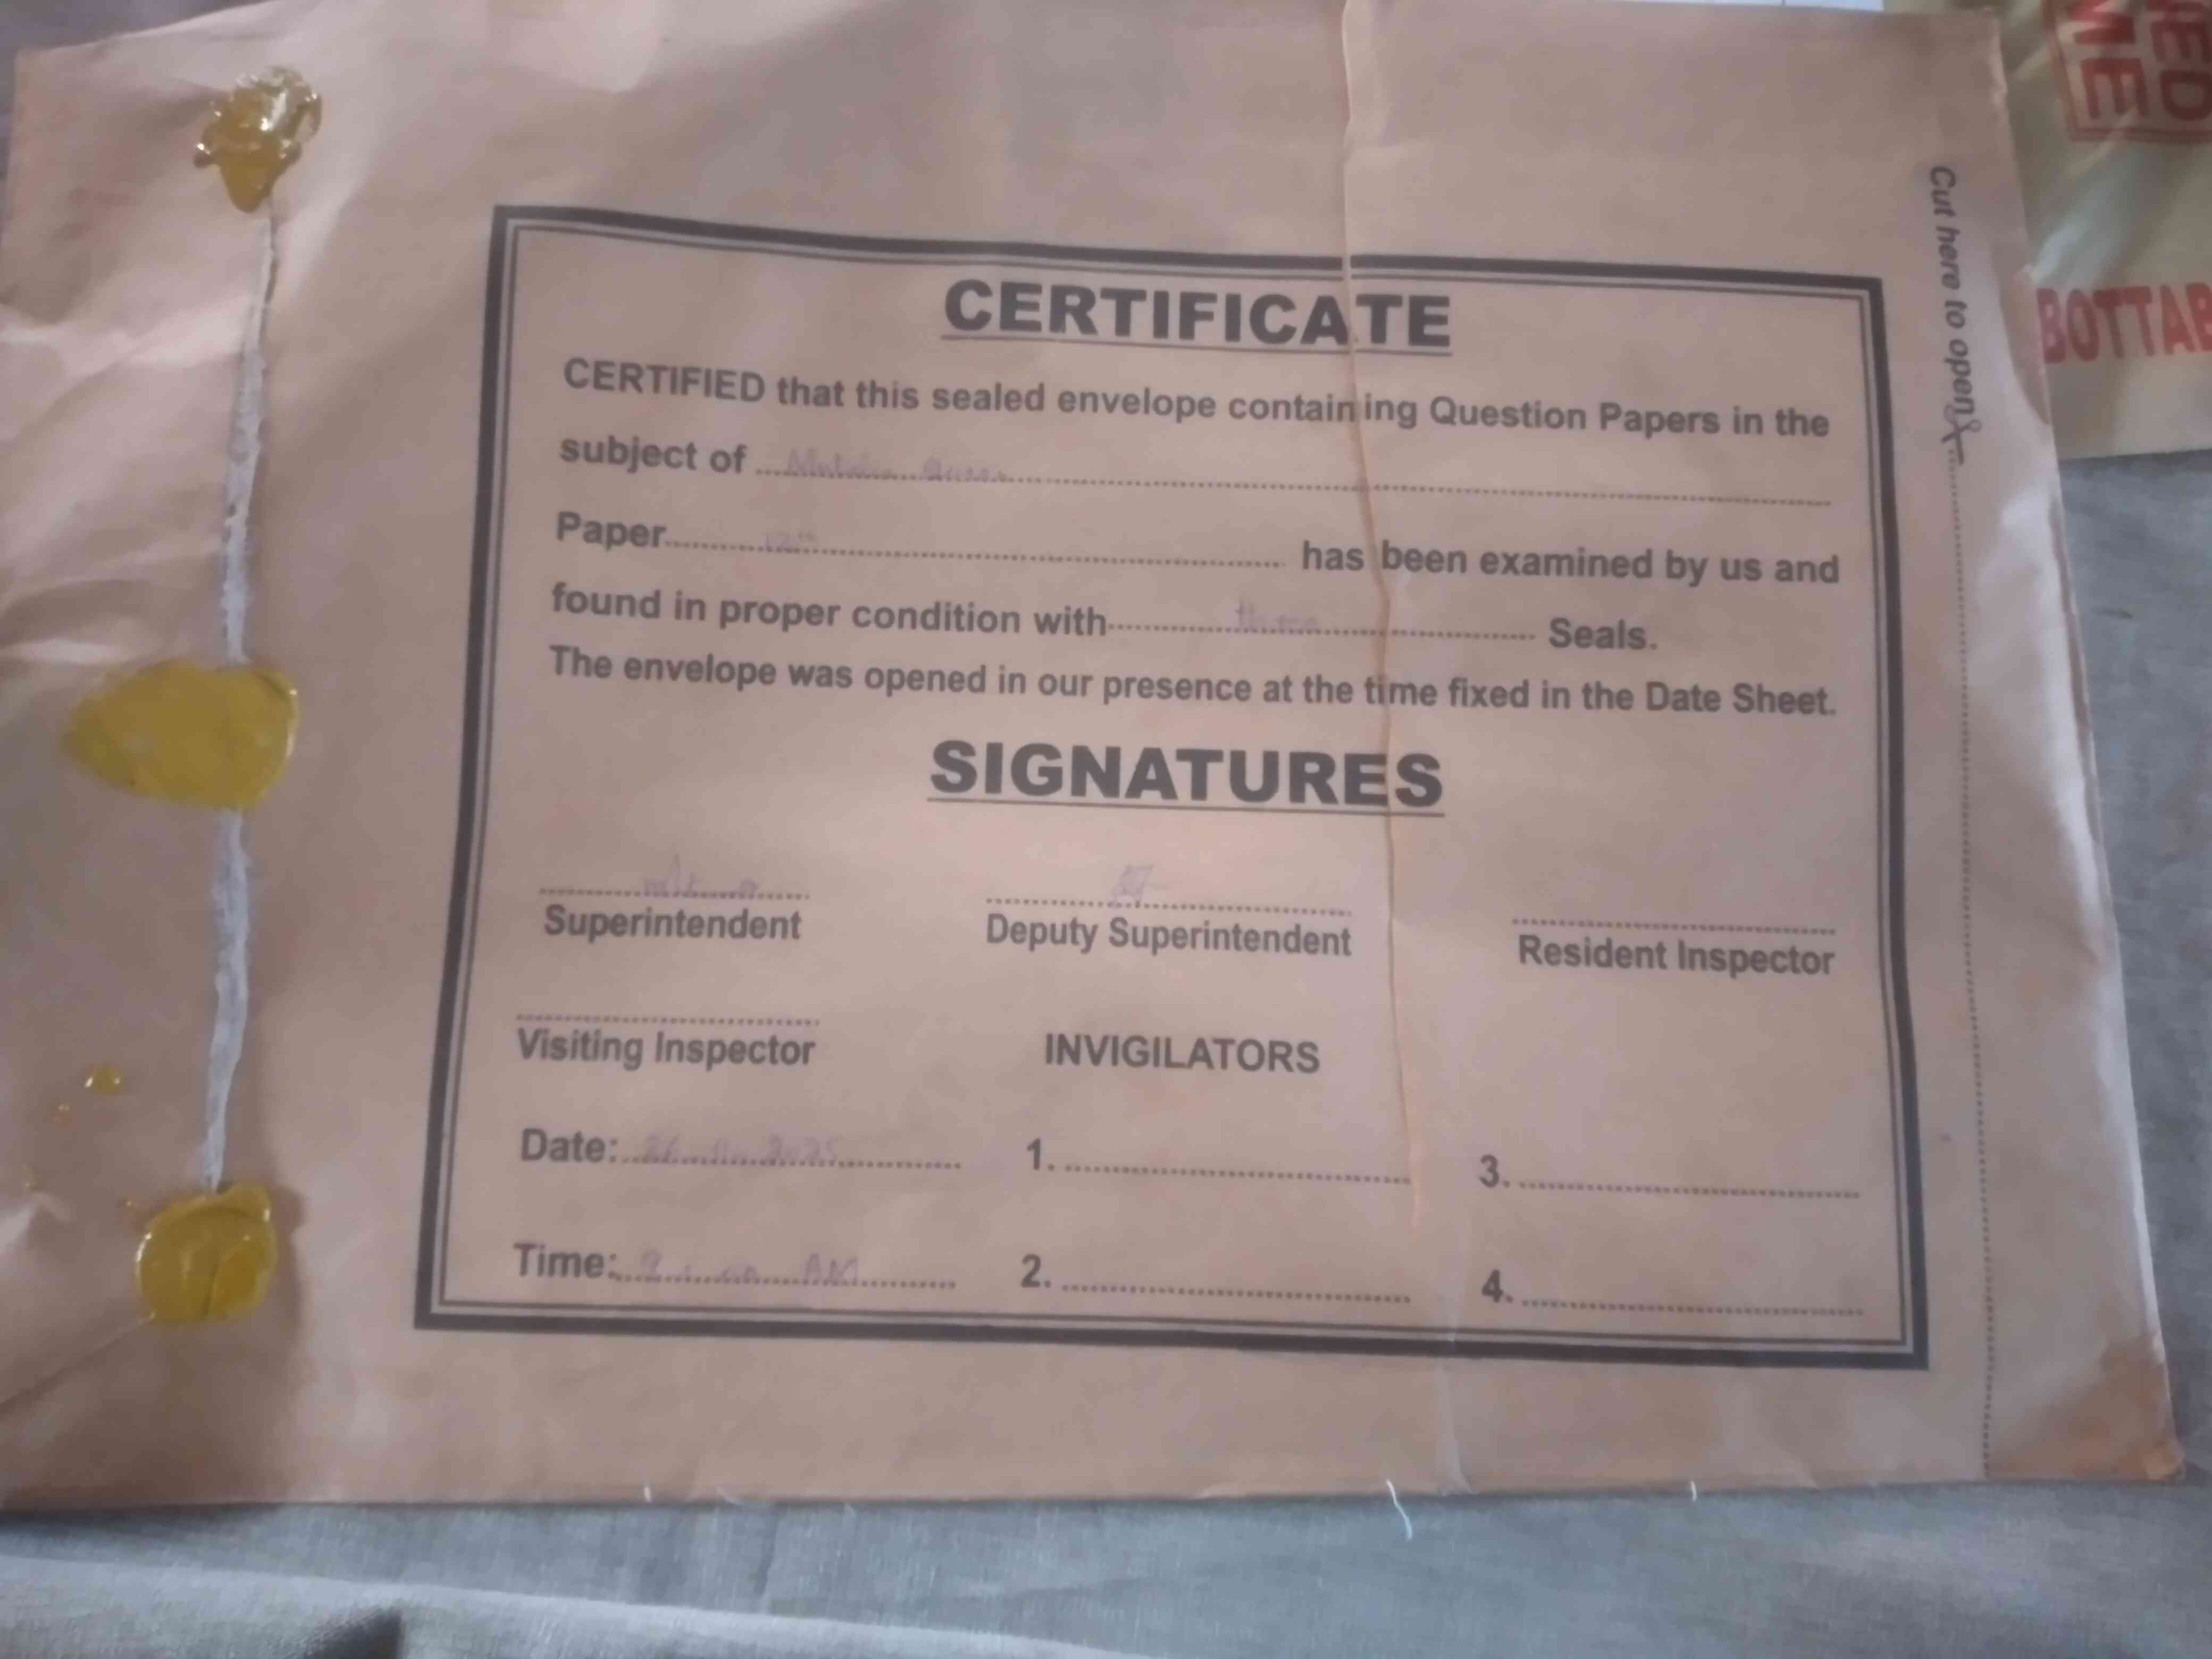 CERTIFICATE
CERTIFIED that this sealed envelope containing Question Papers in the
subject of
Paper 12th has been examined by us and
found in proper condition with three Seals.
The envelope was opened in our presence at the time fixed in the Date Sheet.
SIGNATURES
Superintendent Deputy Superintendent Resident Inspector
Visiting Inspector INVIGILATORS
Date: 2025 1. 3.
Time: AM 2. 4.
Cut here to open
BOTTAB